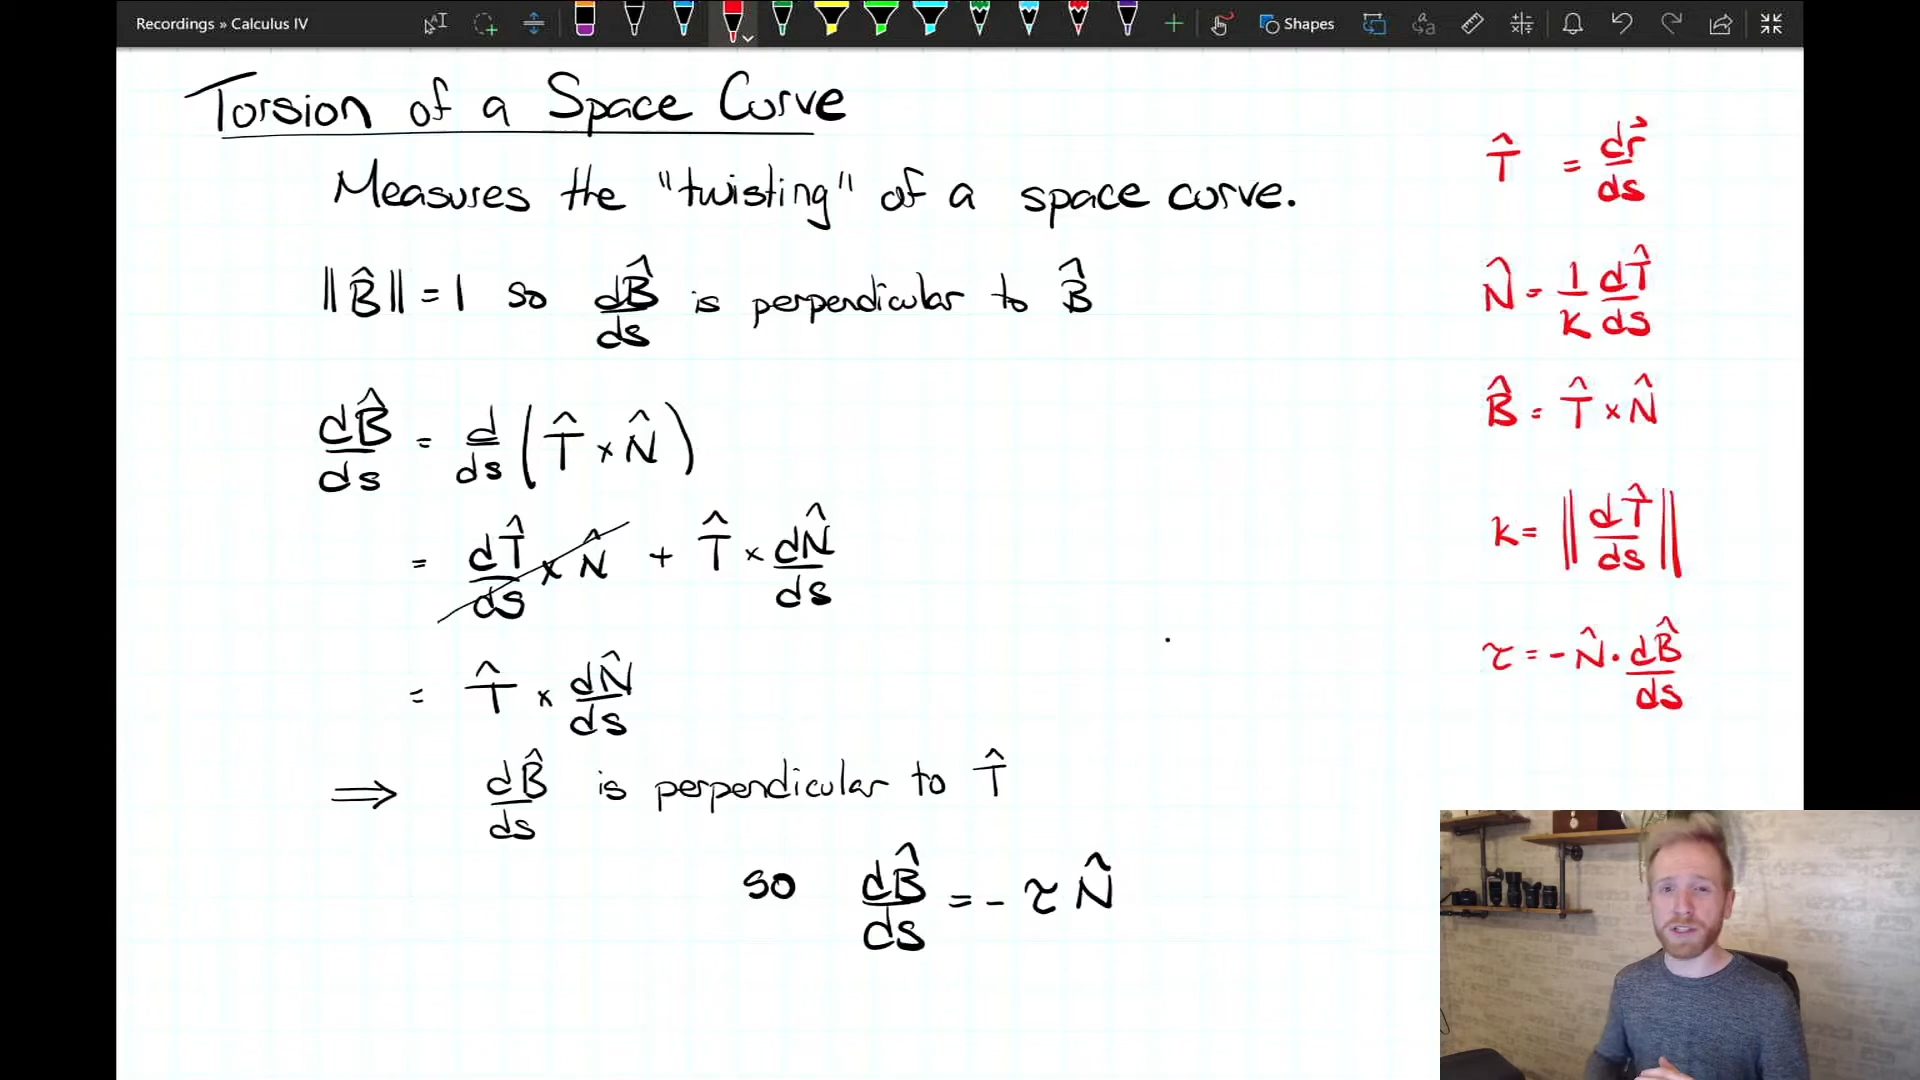 Recordings » Calculus IV
Shapes
Torsion of a Space Curve
Measures the "twisting" of a space curve.
‖B̂‖ = 1 so dB̂/ds is perpendicular to B̂
dB̂/ds = d/ds (T̂ × N̂)
= dT̂/ds × N̂ + T̂ × dN̂/ds
= T̂ × dN̂/ds
⟹ dB̂/ds is perpendicular to T̂
so dB̂/ds = - τ N̂
T̂ = dr⃗/ds
N̂ = 1/κ dT̂/ds
B̂ = T̂ × N̂
κ = ‖dT̂/ds‖
τ = - N̂ · dB̂/ds